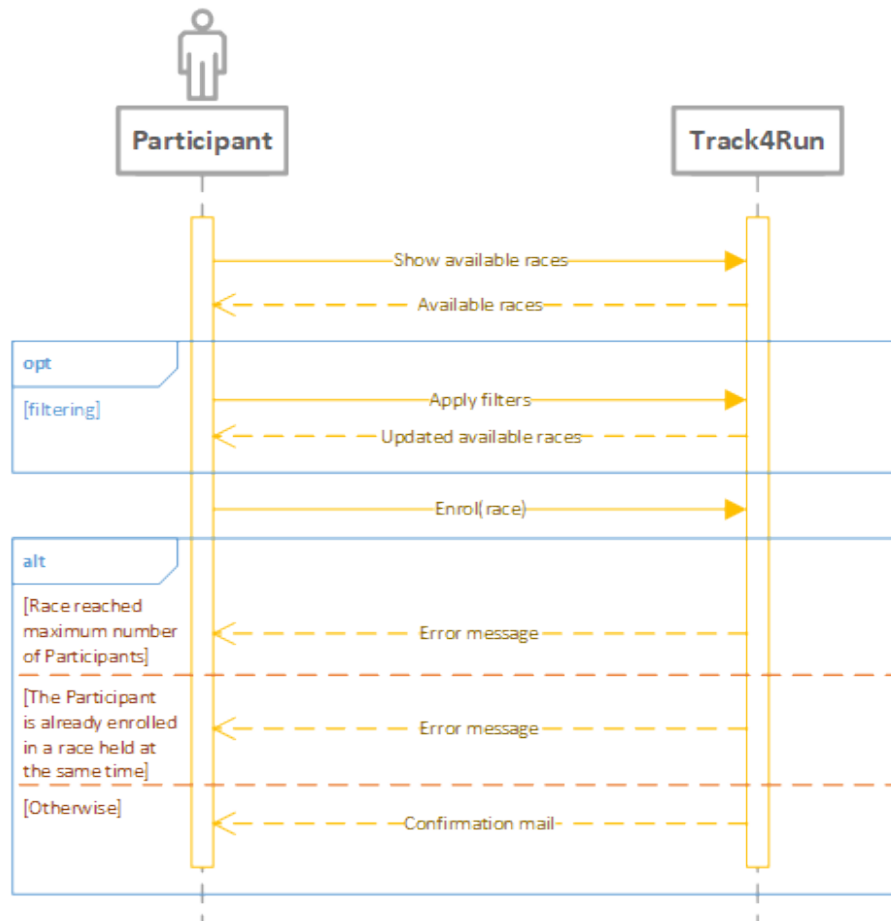 Participant
Track4Run
Show available races
Available races
opt
[filtering]
Apply filters
Updated available races
Enrol(race)
alt
[Race reached
maximum number
of Participants]
Error message
[The Participant
is already enrolled
in a race held at
the same time]
Error message
[Otherwise]
Confirmation mail